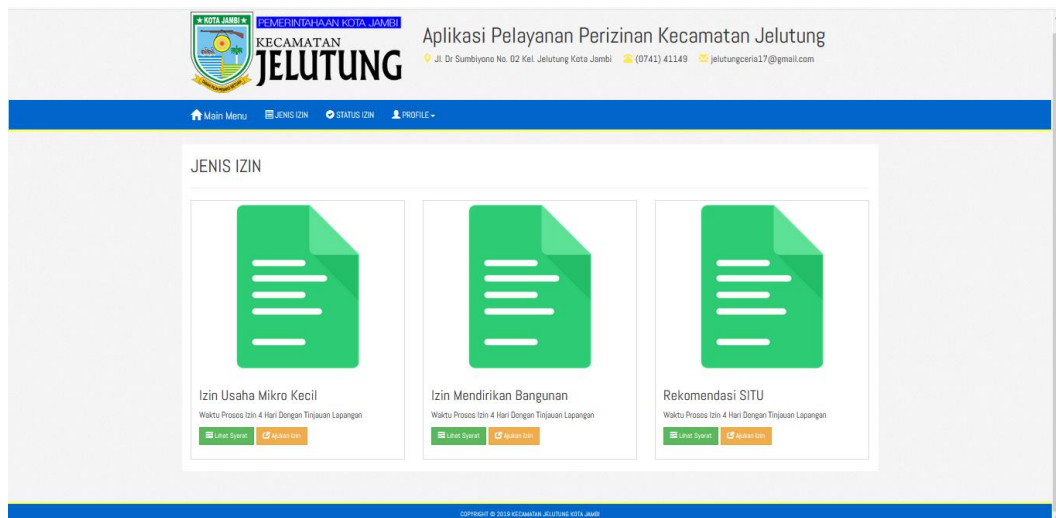 ★ KOTA JAMBI ★
PEMERINTAHAAN KOTA JAMBI
KECAMATAN
JELUTUNG
Aplikasi Pelayanan Perizinan Kecamatan Jelutung
Jl. Dr Sumbiyono No. 02 Kel. Jelutung Kota Jambi (0741) 41149 jelutungceria17@gmail.com
Main Menu JENIS IZIN STATUS IZIN PROFILE
JENIS IZIN
Izin Usaha Mikro Kecil
Waktu Proses Izin 4 Hari Dengan Tinjauan Lapangan
Lihat Syarat Ajukan Izin
Izin Mendirikan Bangunan
Waktu Proses Izin 4 Hari Dengan Tinjauan Lapangan
Lihat Syarat Ajukan Izin
Rekomendasi SITU
Waktu Proses Izin 4 Hari Dengan Tinjauan Lapangan
Lihat Syarat Ajukan Izin
COPYRIGHT © 2019 KECAMATAN JELUTUNG KOTA JAMBI